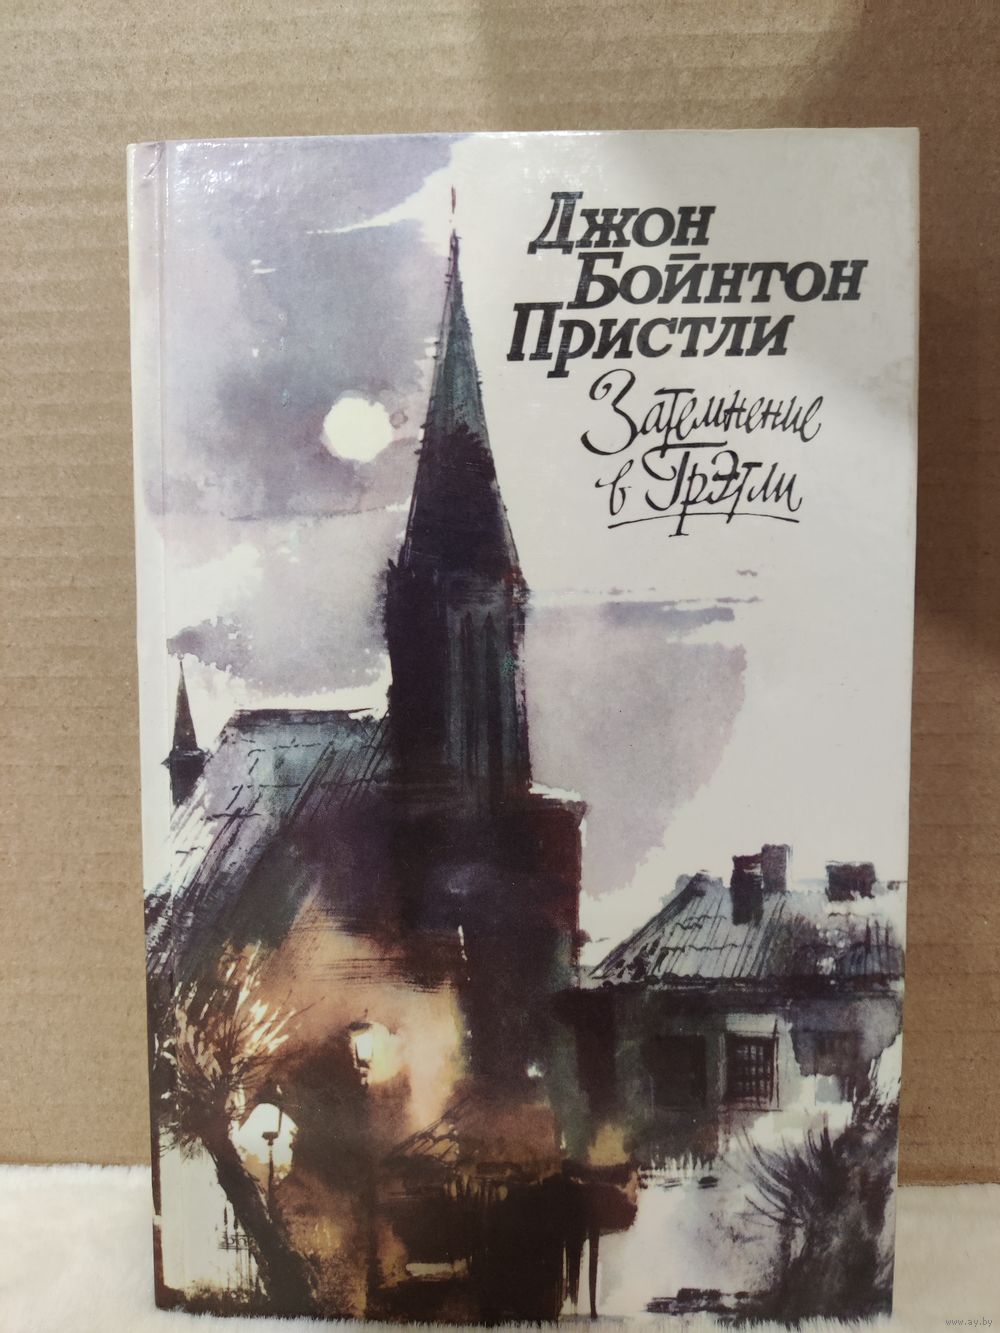 Джон
Бойнтон
Пристли
Затемнение
в Грэтли
www.ay.by